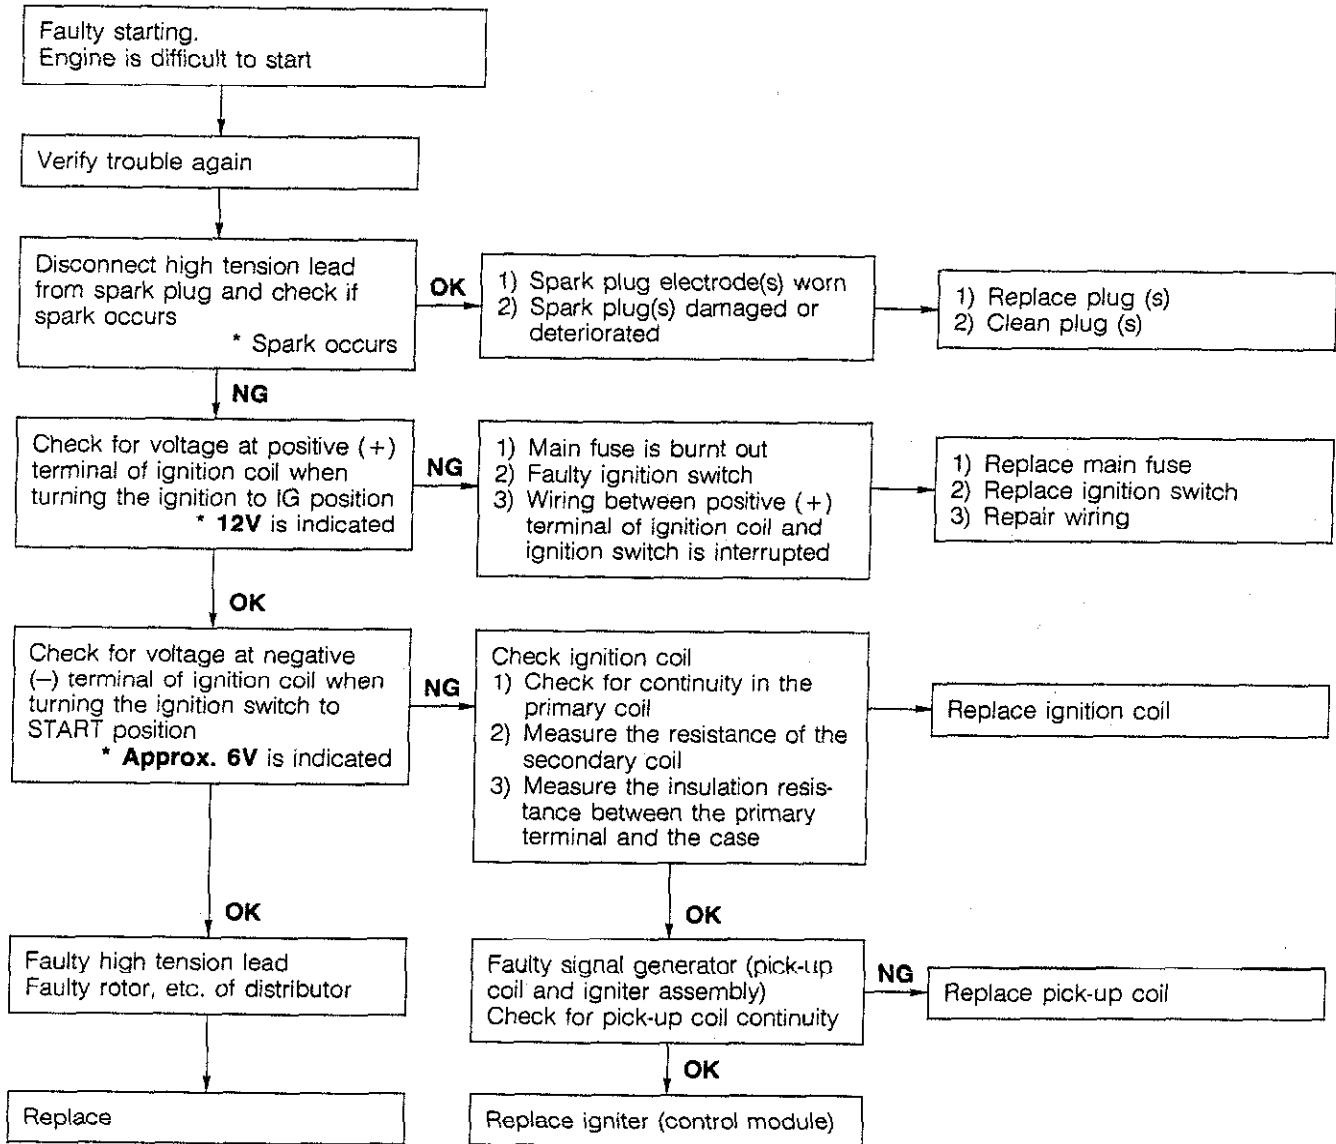 Faulty starting.
Engine is difficult to start
Verify trouble again
Disconnect high tension lead
from spark plug and check if
spark occurs
* Spark occurs
OK
1) Spark plug electrode(s) worn
2) Spark plug(s) damaged or
deteriorated
1) Replace plug (s)
2) Clean plug (s)
NG
Check for voltage at positive (+)
terminal of ignition coil when
turning the ignition to IG position
* 12V is indicated
NG
1) Main fuse is burnt out
2) Faulty ignition switch
3) Wiring between positive (+)
terminal of ignition coil and
ignition switch is interrupted
1) Replace main fuse
2) Replace ignition switch
3) Repair wiring
OK
Check for voltage at negative
(–) terminal of ignition coil when
turning the ignition switch to
START position
* Approx. 6V is indicated
NG
Check ignition coil
1) Check for continuity in the
primary coil
2) Measure the resistance of the
secondary coil
3) Measure the insulation resis-
tance between the primary
terminal and the case
Replace ignition coil
OK
Faulty high tension lead
Faulty rotor, etc. of distributor
OK
Faulty signal generator (pick-up
coil and igniter assembly)
Check for pick-up coil continuity
NG
Replace pick-up coil
Replace
OK
Replace igniter (control module)